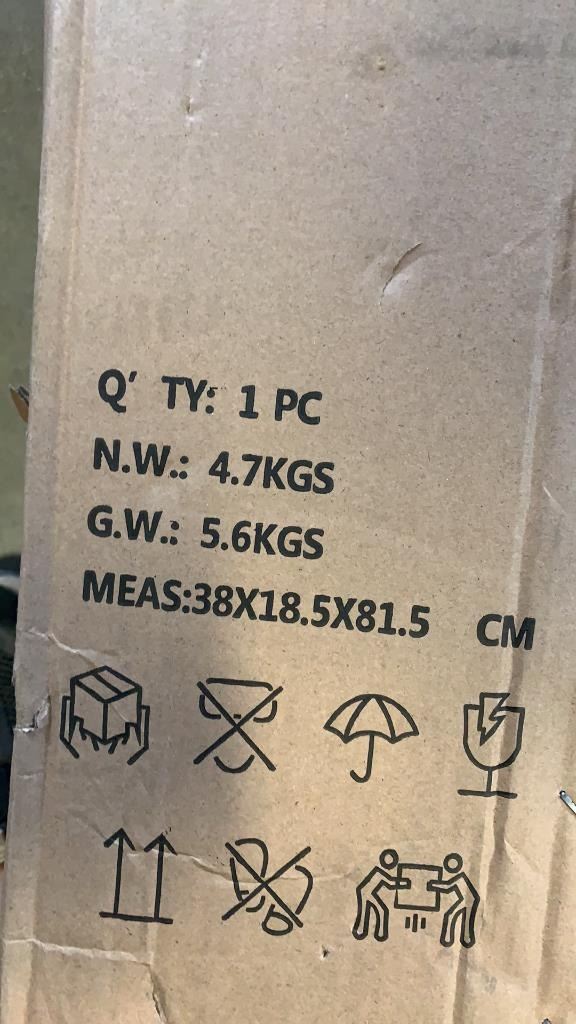 Q' TY: 1 PC
N.W.: 4.7KGS
G.W.: 5.6KGS
MEAS:38X18.5X81.5 CM